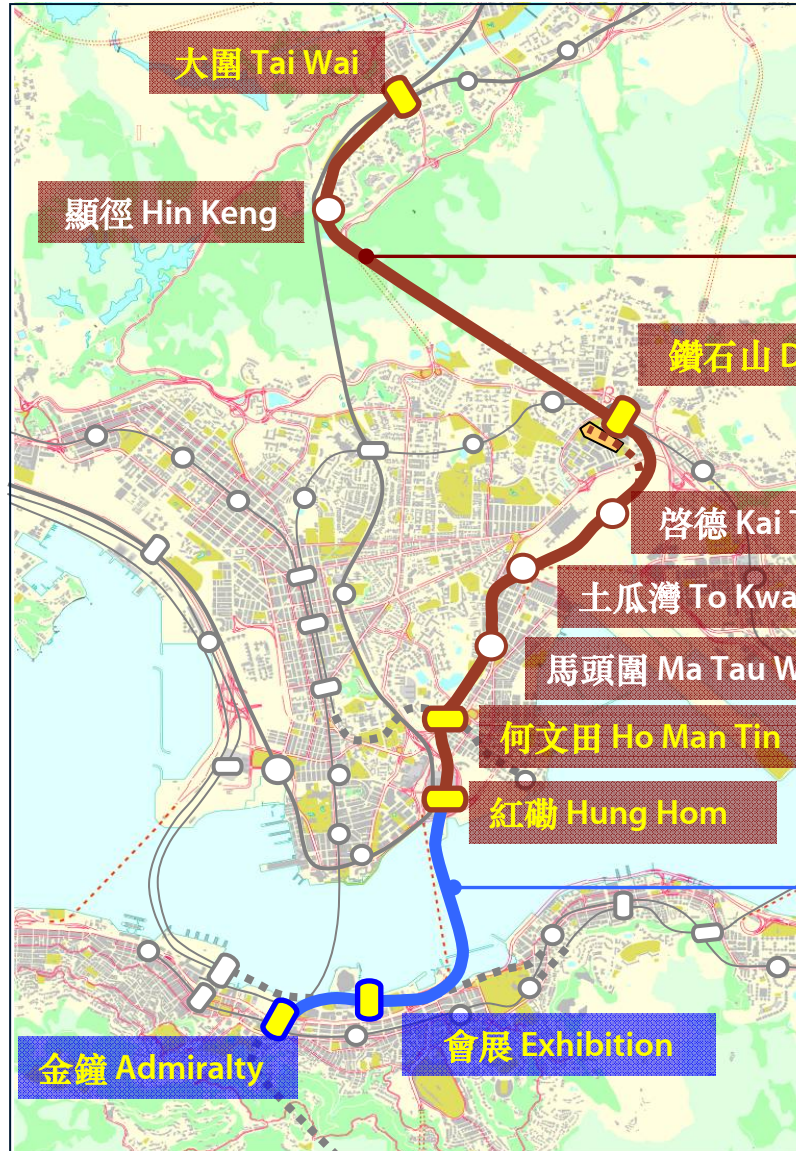 大圍 Tai Wai
顯徑 Hin Keng
鑽石山 D
啓德 Kai T
土瓜灣 To Kwa
馬頭圍 Ma Tau W
何文田 Ho Man Tin
紅磡 Hung Hom
會展 Exhibition
金鐘 Admiralty